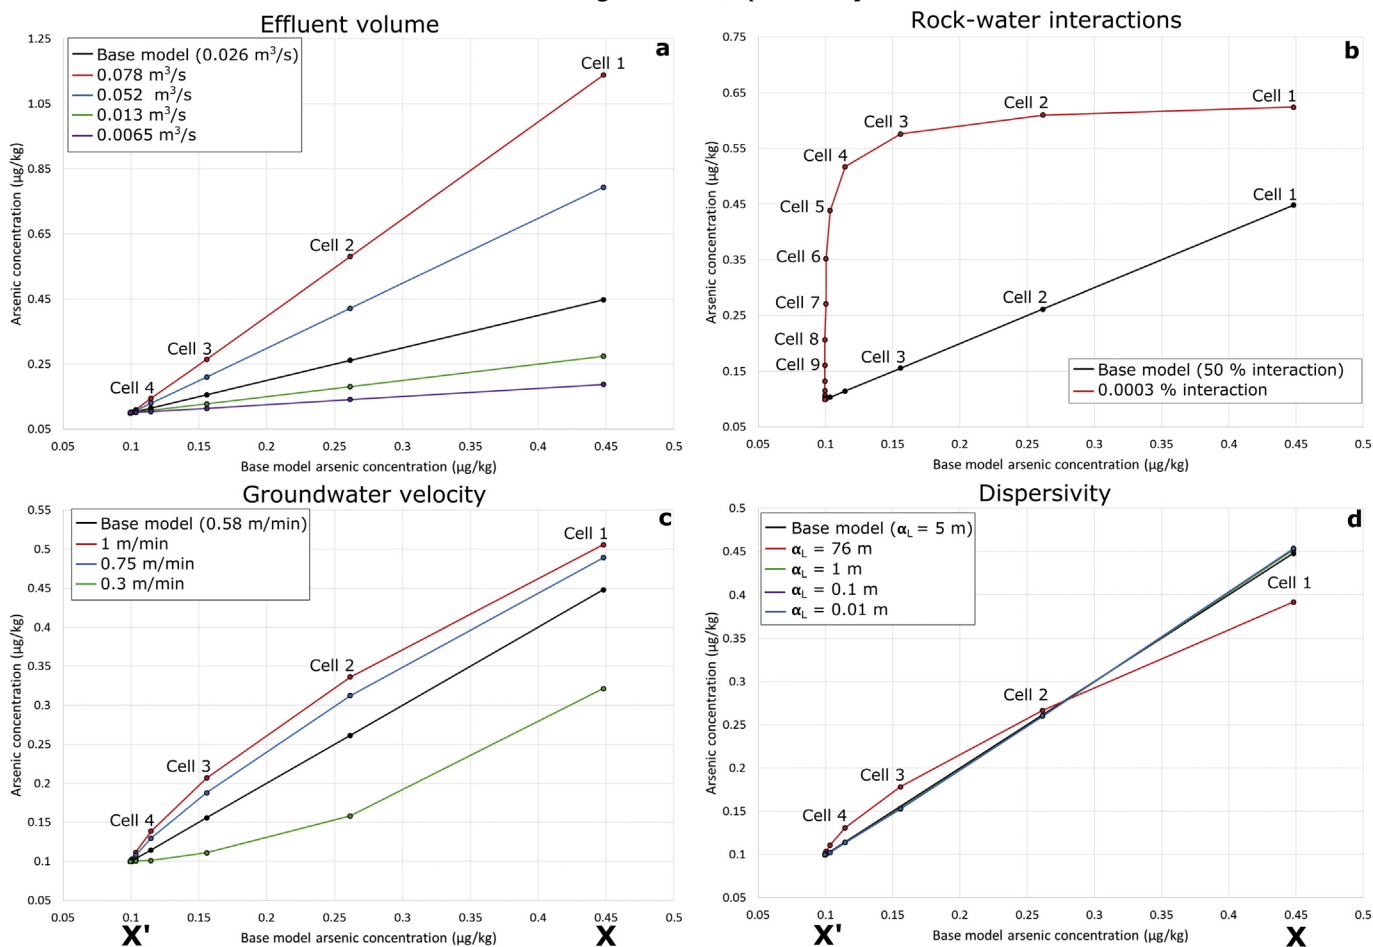 Effluent volume
a
Base model (0.026 m³/s)
0.078 m³/s
0.052 m³/s
0.013 m³/s
0.0065 m³/s
Cell 1
Cell 2
Cell 3
Cell 4
1.25
1.05
0.85
0.65
0.45
0.25
0.05
Arsenic concentration (µg/kg)
0.05 0.1 0.15 0.2 0.25 0.3 0.35 0.4 0.45 0.5
Base model arsenic concentration (µg/kg)
Rock-water interactions
b
0.75
0.65
0.55
0.45
0.35
0.25
0.15
0.05
Arsenic concentration (µg/kg)
Cell 1
Cell 2
Cell 3
Cell 4
Cell 5
Cell 6
Cell 7
Cell 8
Cell 9
Cell 1
Cell 2
Cell 3
Base model (50 % interaction)
0.0003 % interaction
0.05 0.1 0.15 0.2 0.25 0.3 0.35 0.4 0.45 0.5
Base model arsenic concentration (µg/kg)
Groundwater velocity
c
Base model (0.58 m/min)
1 m/min
0.75 m/min
0.3 m/min
Cell 1
Cell 2
Cell 3
Cell 4
0.55
0.5
0.45
0.4
0.35
0.3
0.25
0.2
0.15
0.1
0.05
Arsenic concentration (µg/kg)
0.05 0.1 0.15 0.2 0.25 0.3 0.35 0.4 0.45 0.5
X' Base model arsenic concentration (µg/kg) X
Dispersivity
d
Base model (αL = 5 m)
αL = 76 m
αL = 1 m
αL = 0.1 m
αL = 0.01 m
Cell 1
Cell 2
Cell 3
Cell 4
0.5
0.45
0.4
0.35
0.3
0.25
0.2
0.15
0.1
0.05
Arsenic concentration (µg/kg)
0.05 0.1 0.15 0.2 0.25 0.3 0.35 0.4 0.45 0.5
X' Base model arsenic concentration (µg/kg) X